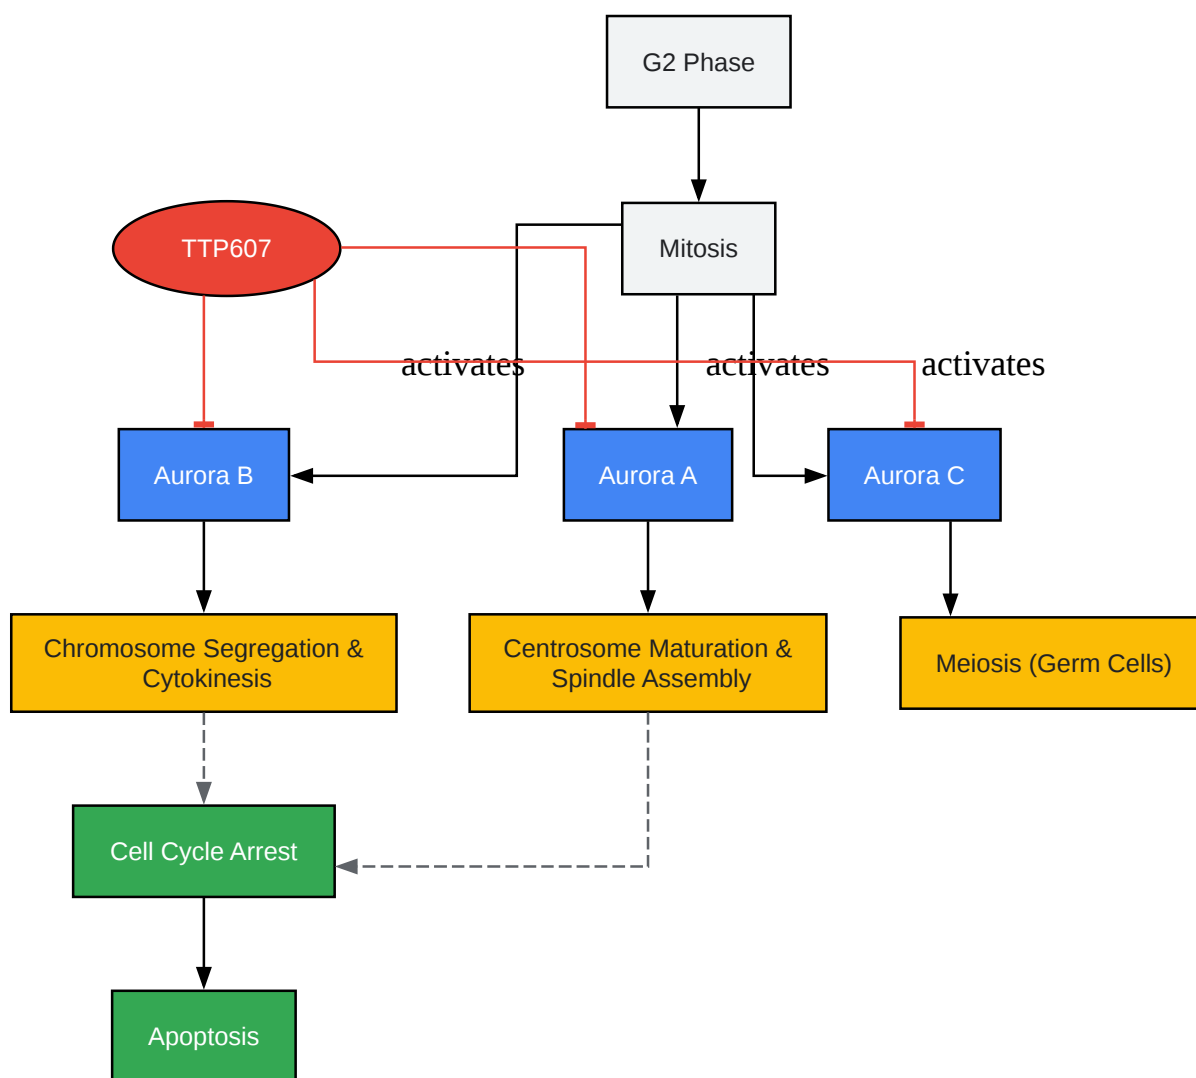 G2 Phase
TTP607
Mitosis
activates
activates
activates
Aurora B
Aurora A
Aurora C
Chromosome Segregation &
Cytokinesis
Centrosome Maturation &
Spindle Assembly
Meiosis (Germ Cells)
Cell Cycle Arrest
Apoptosis